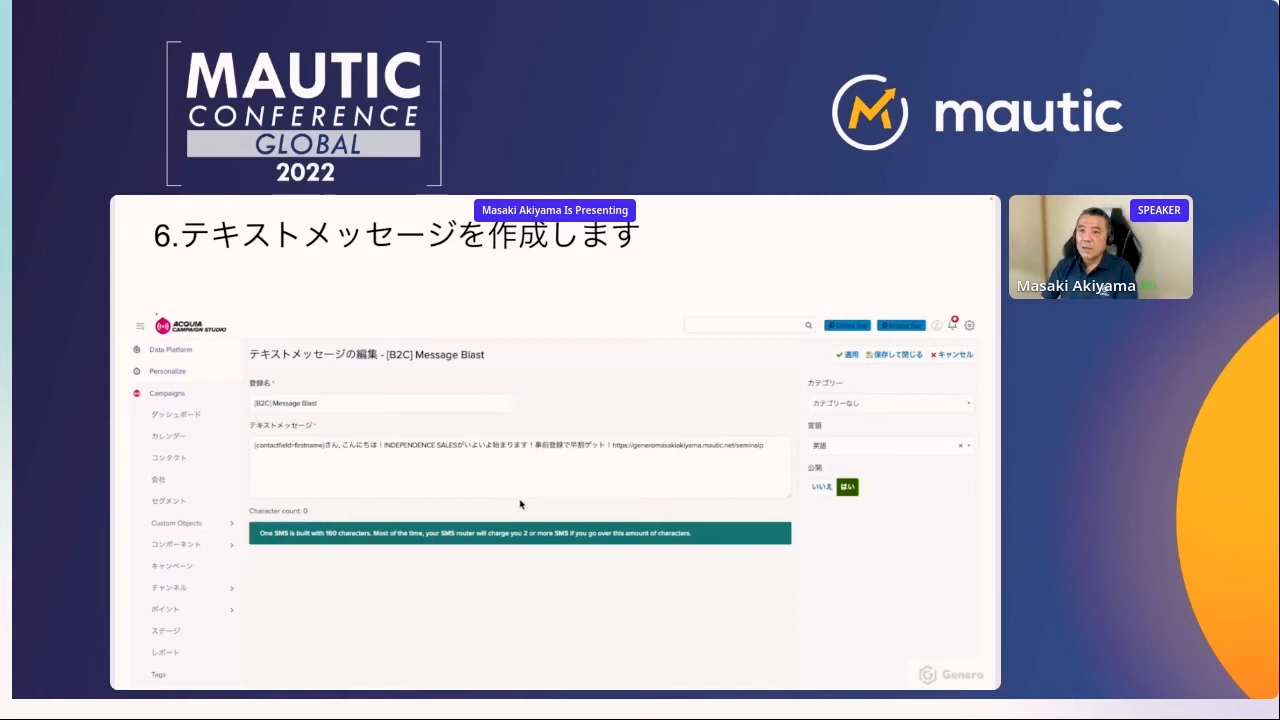 MAUTIC
CONFERENCE
GLOBAL
2022
mautic
Masaki Akiyama Is Presenting
SPEAKER
Masaki Akiyama
6.テキストメッセージを作成します
ACQUIA
CAMPAIGN STUDIO
Data Platform
Personalize
Campaigns
ダッシュボード
カレンダー
コンタクト
会社
セグメント
Custom Objects
コンポーネント
キャンペーン
チャンネル
ポイント
ステージ
レポート
Tags
テキストメッセージの編集 - [B2C] Message Blast
適用 保存して閉じる キャンセル
登録名 *
[B2C] Message Blast
テキストメッセージ *
{contactfield=firstname}さん, こんにちは！INDEPENDENCE SALESがいよいよ始まります！事前登録で早割ゲット！https://generomasakiakiyama.mautic.net/seminalp
Character count: 0
One SMS is built with 160 characters. Most of the time, your SMS router will charge you 2 or more SMS if you go over this amount of characters.
カテゴリー
カテゴリーなし
言語
英語
公開
いいえ はい
Genero